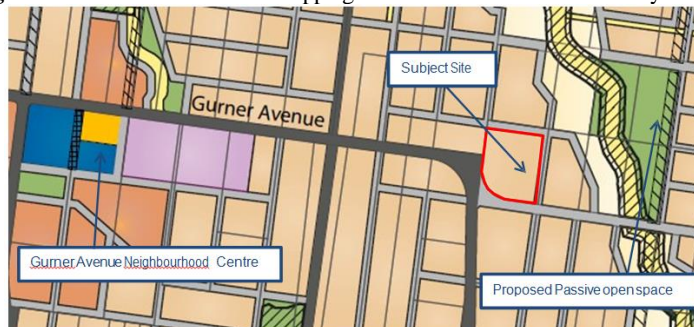 Subject Site
Gurner Avenue
Gurner Avenue Neighbourhood Centre
Proposed Passive open space